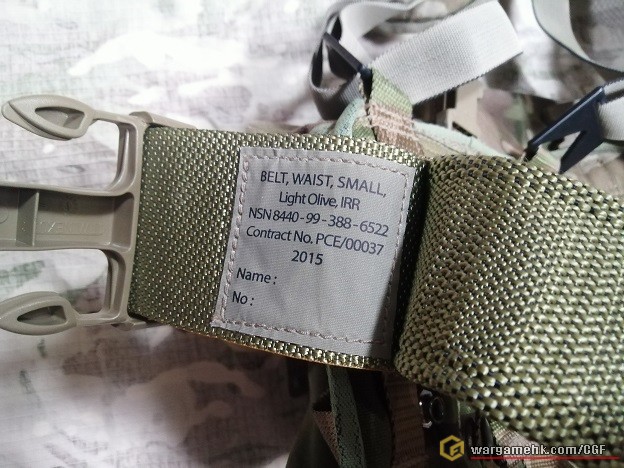 BELT, WAIST, SMALL,
Light Olive, IRR
NSN 8440-99-388-6522
Contract No. PCE/00037
2015
Name :
No :
wargamehk.com/CGF